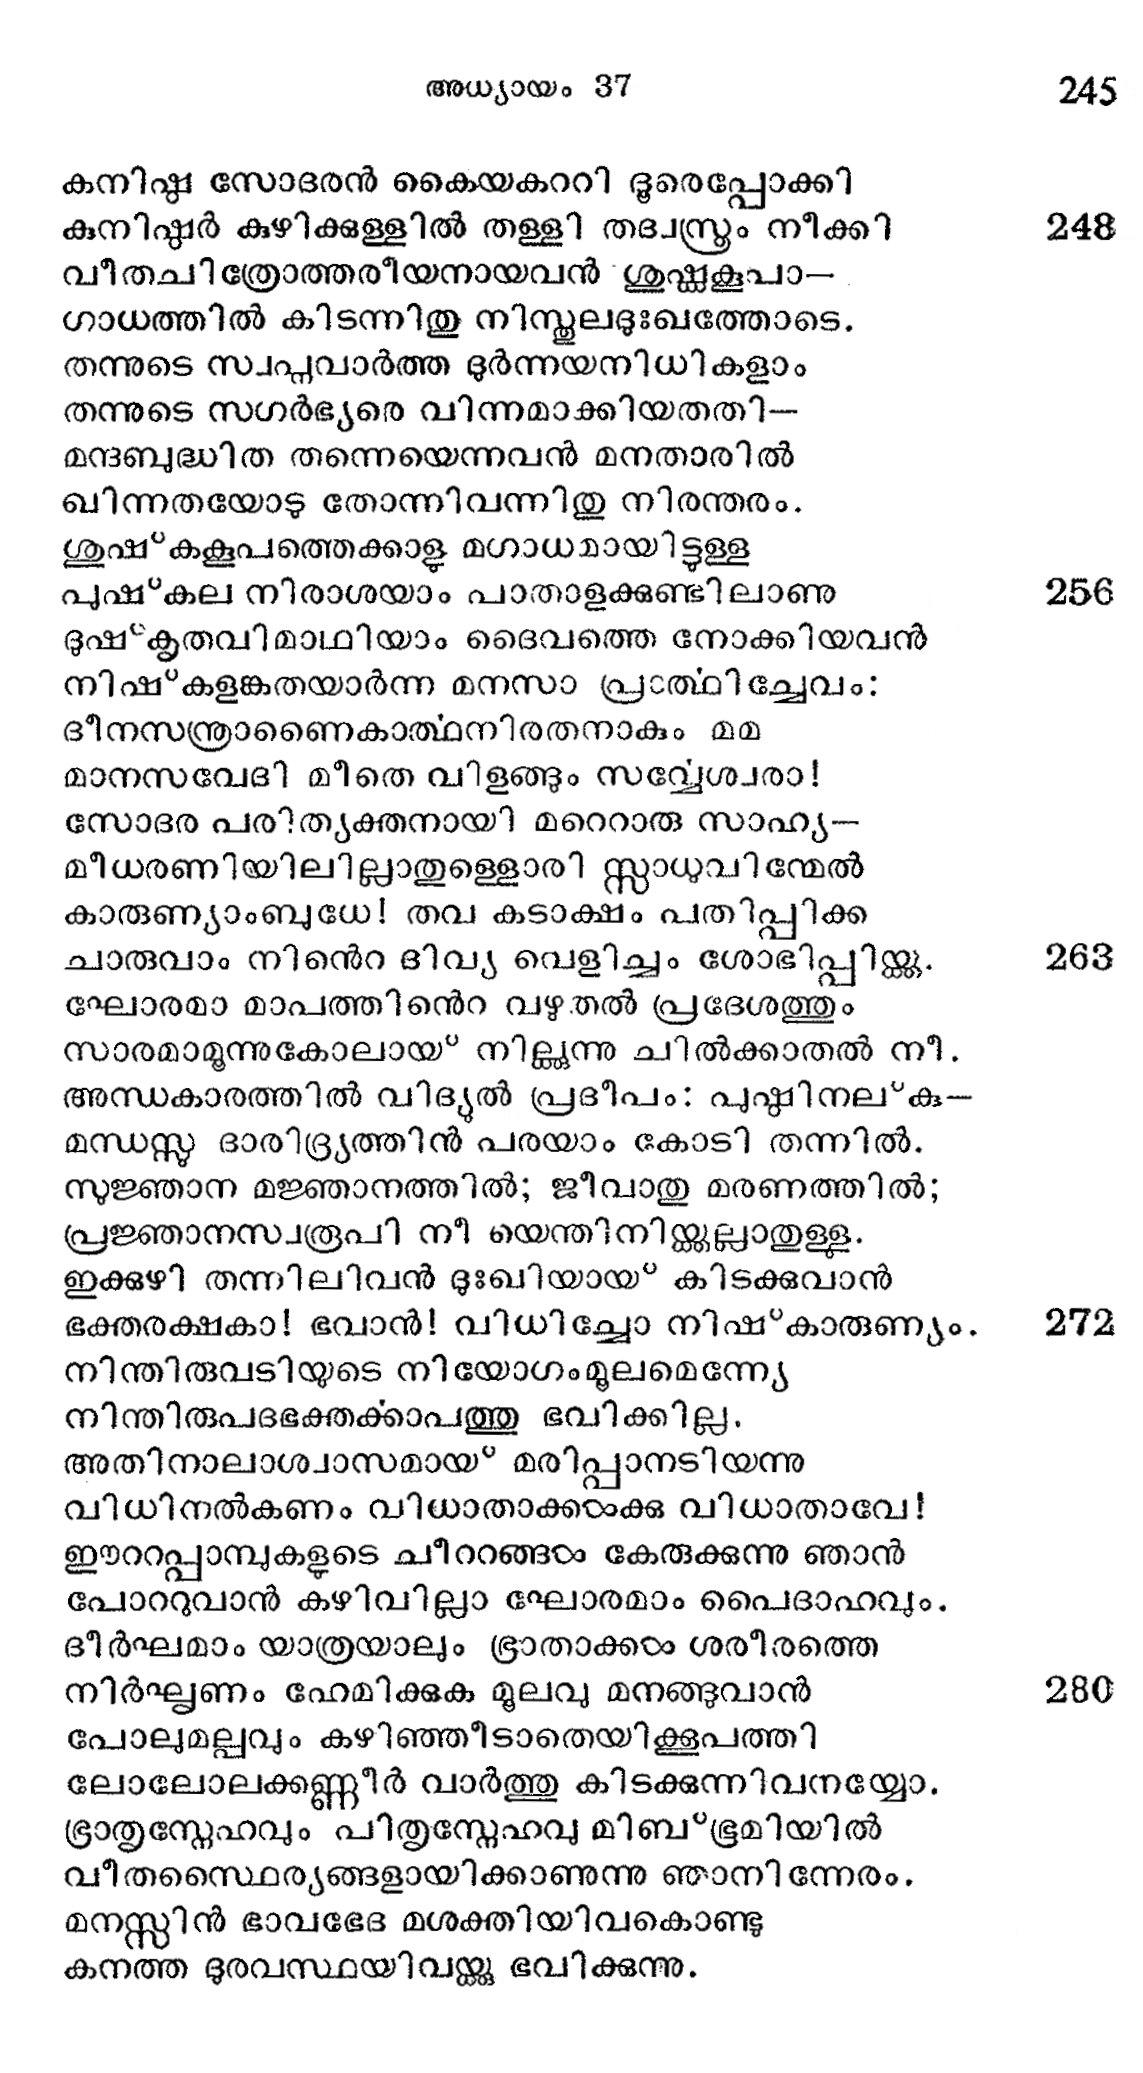 അധ്യായം 37 245
കനിഷ്ഠ സോദരൻ കൈയകററി ദൂരെപ്പോക്കി
കുനിഷ്ഠർ കുഴിക്കുള്ളിൽ തള്ളി തദ്വസ്ത്രം നീക്കി 248
വീതചിത്രോത്തരീയനായവൻ ശുഷ്കകൂപാ—
ഗാധത്തിൽ കിടന്നിതു നിസ്തുലദുഃഖത്തോടെ.
തന്നുടെ സ്വപ്നവാർത്ത ദുർന്നയനിധികളാം
തന്നുടെ സഗർഭ്യരെ വിന്നമാക്കിയതതി—
മന്ദബുദ്ധിത തന്നെയെന്നവൻ മനതാരിൽ
ഖിന്നതയോടു തോന്നിവന്നിതു നിരന്തരം.
ശുഷ്കകൂപത്തെക്കാളു മഗാധമായിട്ടുള്ള
പുഷ്കല നിരാശയാം പാതാളക്കുണ്ടിലാണു 256
ദുഷ്കൃതവിമാഥിയാം ദൈവത്തെ നോക്കിയവൻ
നിഷ്കളങ്കതയാർന്ന മനസാ പ്രാൎത്ഥിച്ചേവം:
ദീനസന്ത്രാണൈകാൎത്ഥനിരതനാകും മമ
മാനസവേദി മീതെ വിളങ്ങും സൎവ്വേശ്വരാ!
സോദര പരിത്യക്തനായി മറെറാരു സാഹ്യ—
മീധരണിയിലില്ലാതുള്ളൊരി സ്സാധുവിന്മേൽ
കാരുണ്യാംബുധേ! തവ കടാക്ഷം പതിപ്പിക്ക
ചാരുവാം നിൻെറ ദിവ്യ വെളിച്ചം ശോഭിപ്പിയ്ക്കു. 263
ഘോരമാ മാപത്തിൻെറ വഴുതൽ പ്രദേശത്തും
സാരമാമൂന്നുകോലായ് നില്ക്കുന്നു ചിൽക്കാതൽ നീ.
അന്ധകാരത്തിൽ വിദ്യുൽ പ്രദീപം: പുഷ്ഠിനല്കു—
മന്ധസ്സു ദാരിദ്ര്യത്തിൻ പരയാം കോടി തന്നിൽ.
സുജ്ഞാന മജ്ഞാനത്തിൽ; ജീവാതു മരണത്തിൽ;
പ്രജ്ഞാനസ്വരൂപി നീ യെന്തിനിയ്ക്കല്ലാതുള്ളു.
ഇക്കുഴി തന്നിലിവൻ ദുഃഖിയായ് കിടക്കുവാൻ
ഭക്തരക്ഷകാ! ഭവാൻ! വിധിച്ചോ നിഷ്കാരുണ്യം. 272
നിന്തിരുവടിയുടെ നിയോഗംമൂലമെന്ന്യേ
നിന്തിരുപദഭക്തൎക്കാപത്തു ഭവിക്കില്ല.
അതിനാലാശ്വാസമായ് മരിപ്പാനടിയന്നു
വിധിനൽകണം വിധാതാക്കൾക്കു വിധാതാവേ!
ഈററപ്പാമ്പുകളുടെ ചീററങ്ങൾ കേരുക്കുന്നു ഞാൻ
പോററുവാൻ കഴിവില്ലാ ഘോരമാം പൈദാഹവും.
ദീർഘമാം യാത്രയാലും ഭ്രാതാക്കൾ ശരീരത്തെ
നിർഘൃണം ഹേമിക്കുക മൂലവു മനങ്ങുവാൻ 280
പോലുമല്പവും കഴിഞ്ഞീടാതെയിക്കൂപത്തി
ലോലോലക്കണ്ണീർ വാർത്തു കിടക്കുന്നിവനയ്യോ.
ഭ്രാതൃസ്നേഹവും പിതൃസ്നേഹവു മിബ്ഭൂമിയിൽ
വീതസ്ഥൈര്യങ്ങളായിക്കാണുന്നു ഞാനിന്നേരം.
മനസ്സിൻ ഭാവഭേദ മശക്തിയിവകൊണ്ടു
കനത്ത ദുരവസ്ഥയിവയ്ക്കു ഭവിക്കുന്നു.